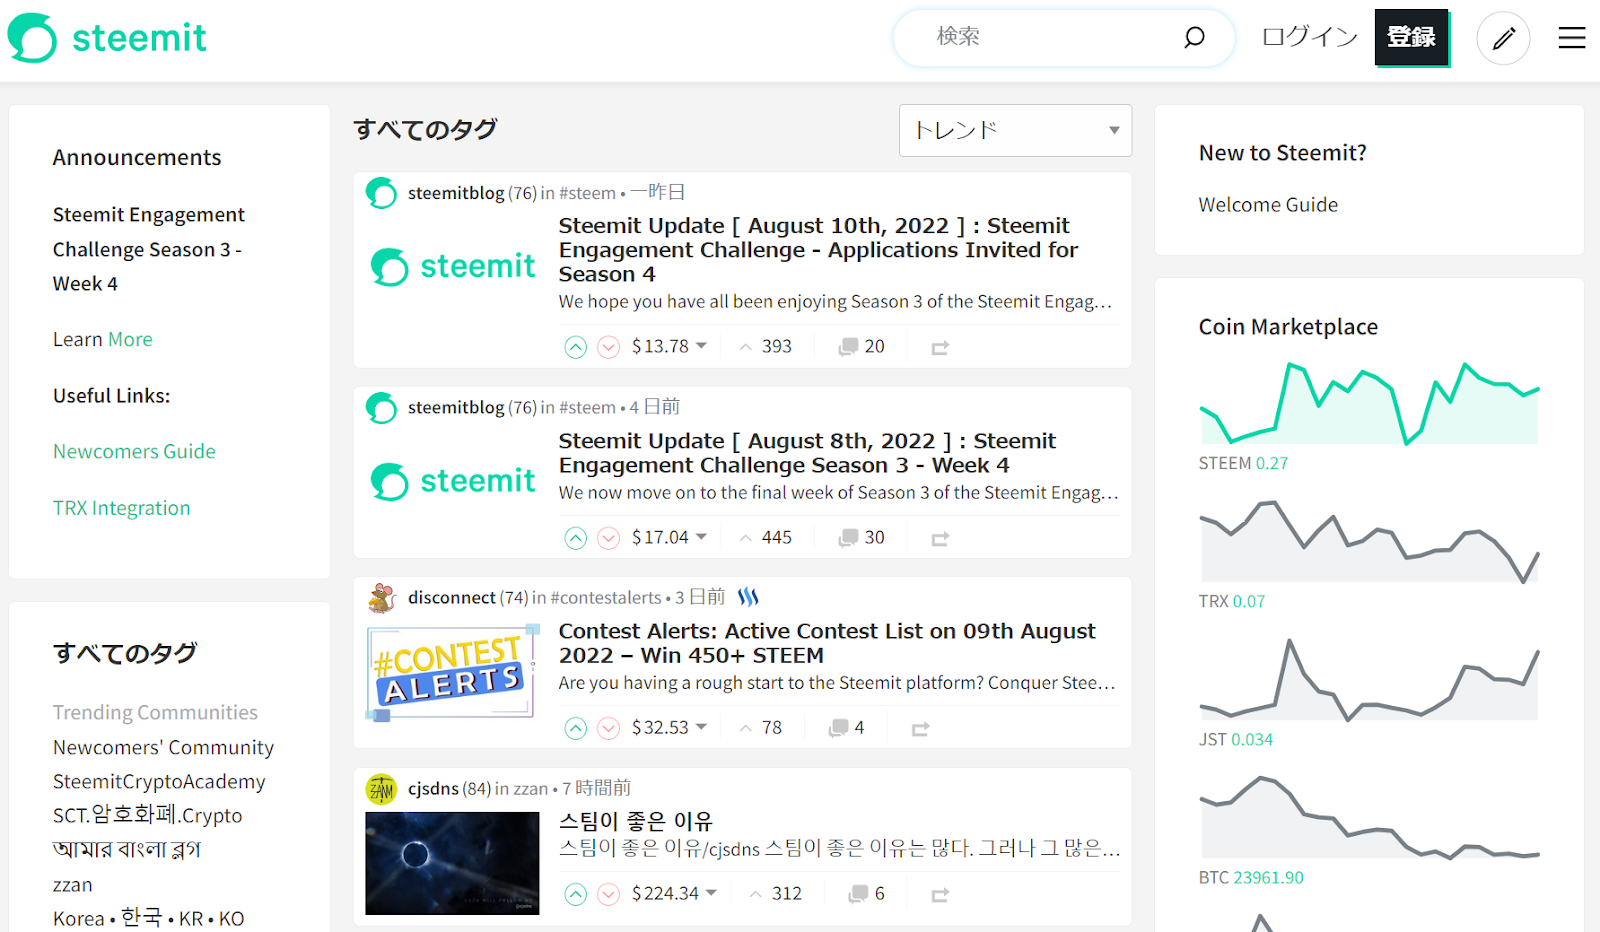 steemit
検索
ログイン
登録
Announcements
Steemit Engagement
Challenge Season 3 -
Week 4
Learn More
Useful Links:
Newcomers Guide
TRX Integration
すべてのタグ
Trending Communities
Newcomers' Community
SteemitCryptoAcademy
SCT.암호화폐.Crypto
আমার বাংলা ব্লগ
zzan
Korea • 한국 • KR • KO
すべてのタグ
トレンド
steemitblog (76) in #steem • 一昨日
steemit
Steemit Update [ August 10th, 2022 ] : Steemit
Engagement Challenge - Applications Invited for
Season 4
We hope you have all been enjoying Season 3 of the Steemit Engag…
$ 13.78 393 20
steemitblog (76) in #steem • 4 日前
steemit
Steemit Update [ August 8th, 2022 ] : Steemit
Engagement Challenge Season 3 - Week 4
We now move on to the final week of Season 3 of the Steemit Engag…
$ 17.04 445 30
disconnect (74) in #contestalerts • 3 日前
#CONTEST
ALERTS
Contest Alerts: Active Contest List on 09th August
2022 – Win 450+ STEEM
Are you having a rough start to the Steemit platform? Conquer Stee…
$ 32.53 78 4
ZAN
cjsdns (84) in zzan • 7 時間前
스팀이 좋은 이유
스팀이 좋은 이유/cjsdns 스팀이 좋은 이유는 많다. 그러나 그 많은…
$ 224.34 312 6
New to Steemit?
Welcome Guide
Coin Marketplace
STEEM 0.27
TRX 0.07
JST 0.034
BTC 23961.90